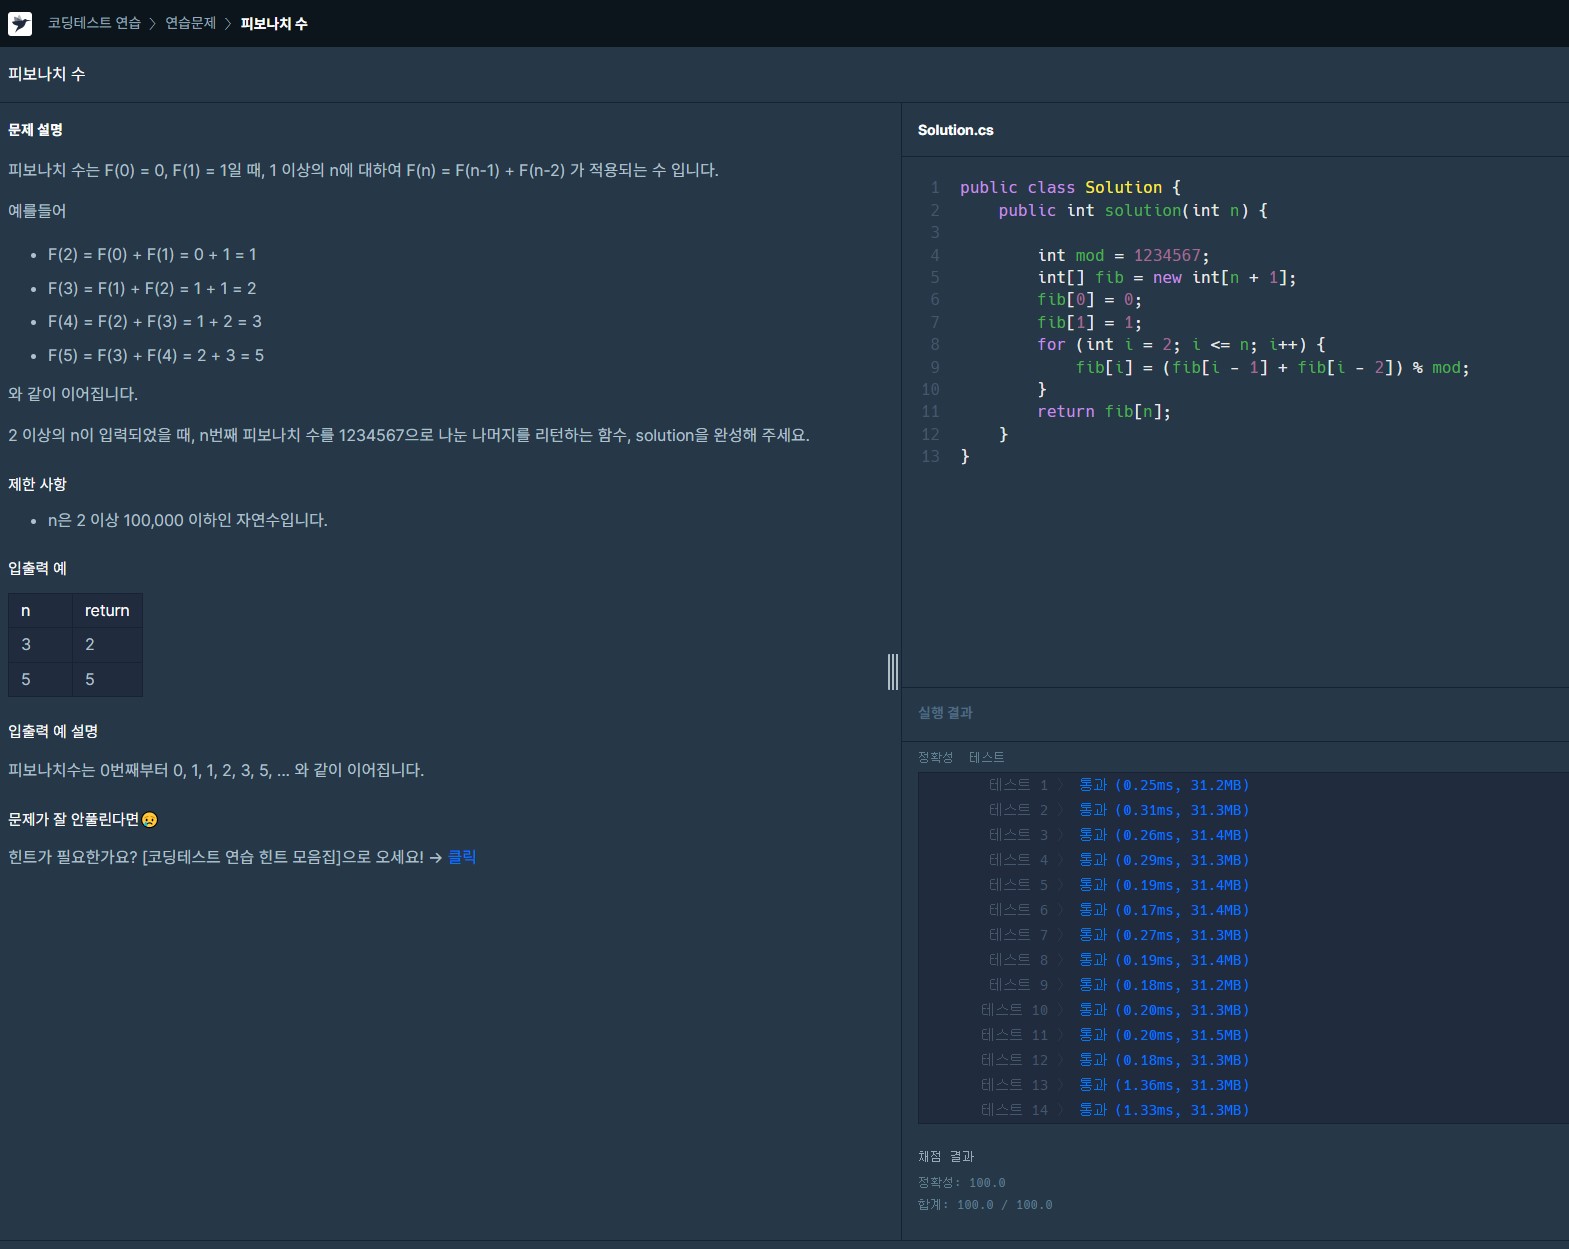 코딩테스트 연습 > 연습문제 > 피보나치 수
피보나치 수
문제 설명
피보나치 수는 F(0) = 0, F(1) = 1일 때, 1 이상의 n에 대하여 F(n) = F(n-1) + F(n-2) 가 적용되는 수 입니다.
예를들어
• F(2) = F(0) + F(1) = 0 + 1 = 1
• F(3) = F(1) + F(2) = 1 + 1 = 2
• F(4) = F(2) + F(3) = 1 + 2 = 3
• F(5) = F(3) + F(4) = 2 + 3 = 5
와 같이 이어집니다.
2 이상의 n이 입력되었을 때, n번째 피보나치 수를 1234567으로 나눈 나머지를 리턴하는 함수, solution을 완성해 주세요.
제한 사항
• n은 2 이상 100,000 이하인 자연수입니다.
입출력 예
n return
3 2
5 5
입출력 예 설명
피보나치수는 0번째부터 0, 1, 1, 2, 3, 5, ... 와 같이 이어집니다.
문제가 잘 안풀린다면😥
힌트가 필요한가요? [코딩테스트 연습 힌트 모음집]으로 오세요! → 클릭
Solution.cs
1 public class Solution {
2     public int solution(int n) {
3
4         int mod = 1234567;
5         int[] fib = new int[n + 1];
6         fib[0] = 0;
7         fib[1] = 1;
8         for (int i = 2; i <= n; i++) {
9             fib[i] = (fib[i - 1] + fib[i - 2]) % mod;
10         }
11         return fib[n];
12     }
13 }
실행 결과
정확성 테스트
테스트 1 〉 통과 (0.25ms, 31.2MB)
테스트 2 〉 통과 (0.31ms, 31.3MB)
테스트 3 〉 통과 (0.26ms, 31.4MB)
테스트 4 〉 통과 (0.29ms, 31.3MB)
테스트 5 〉 통과 (0.19ms, 31.4MB)
테스트 6 〉 통과 (0.17ms, 31.4MB)
테스트 7 〉 통과 (0.27ms, 31.3MB)
테스트 8 〉 통과 (0.19ms, 31.4MB)
테스트 9 〉 통과 (0.18ms, 31.2MB)
테스트 10 〉 통과 (0.20ms, 31.3MB)
테스트 11 〉 통과 (0.20ms, 31.5MB)
테스트 12 〉 통과 (0.18ms, 31.3MB)
테스트 13 〉 통과 (1.36ms, 31.3MB)
테스트 14 〉 통과 (1.33ms, 31.3MB)
채점 결과
정확성: 100.0
합계: 100.0 / 100.0